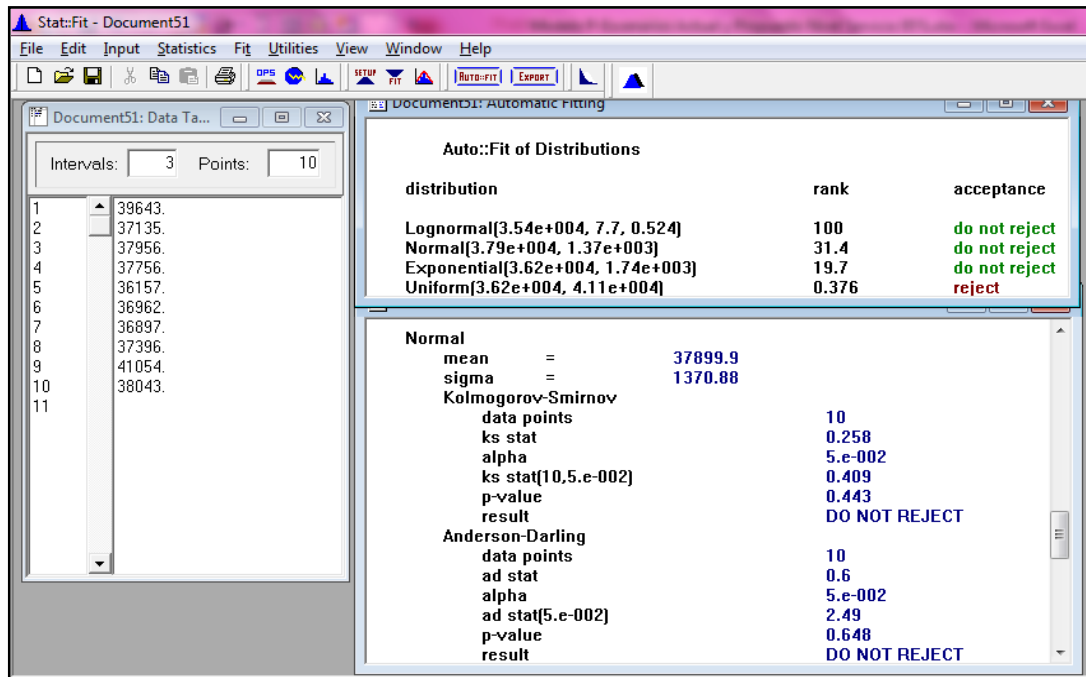 Stat::Fit - Document51
File Edit Input Statistics Fit Utilities View Window Help
OPS SETUP FIT AUTO::FIT EXPORT
Document51: Data Ta...
Intervals: 3 Points: 10
1 39643.
2 37135.
3 37956.
4 37756.
5 36157.
6 36962.
7 36897.
8 37396.
9 41054.
10 38043.
11
Document51: Automatic Fitting
Auto::Fit of Distributions
distribution rank acceptance
Lognormal(3.54e+004, 7.7, 0.524) 100 do not reject
Normal(3.79e+004, 1.37e+003) 31.4 do not reject
Exponential(3.62e+004, 1.74e+003) 19.7 do not reject
Uniform(3.62e+004, 4.11e+004) 0.376 reject
Normal
mean = 37899.9
sigma = 1370.88
Kolmogorov-Smirnov
data points 10
ks stat 0.258
alpha 5.e-002
ks stat(10,5.e-002) 0.409
p-value 0.443
result DO NOT REJECT
Anderson-Darling
data points 10
ad stat 0.6
alpha 5.e-002
ad stat(5.e-002) 2.49
p-value 0.648
result DO NOT REJECT